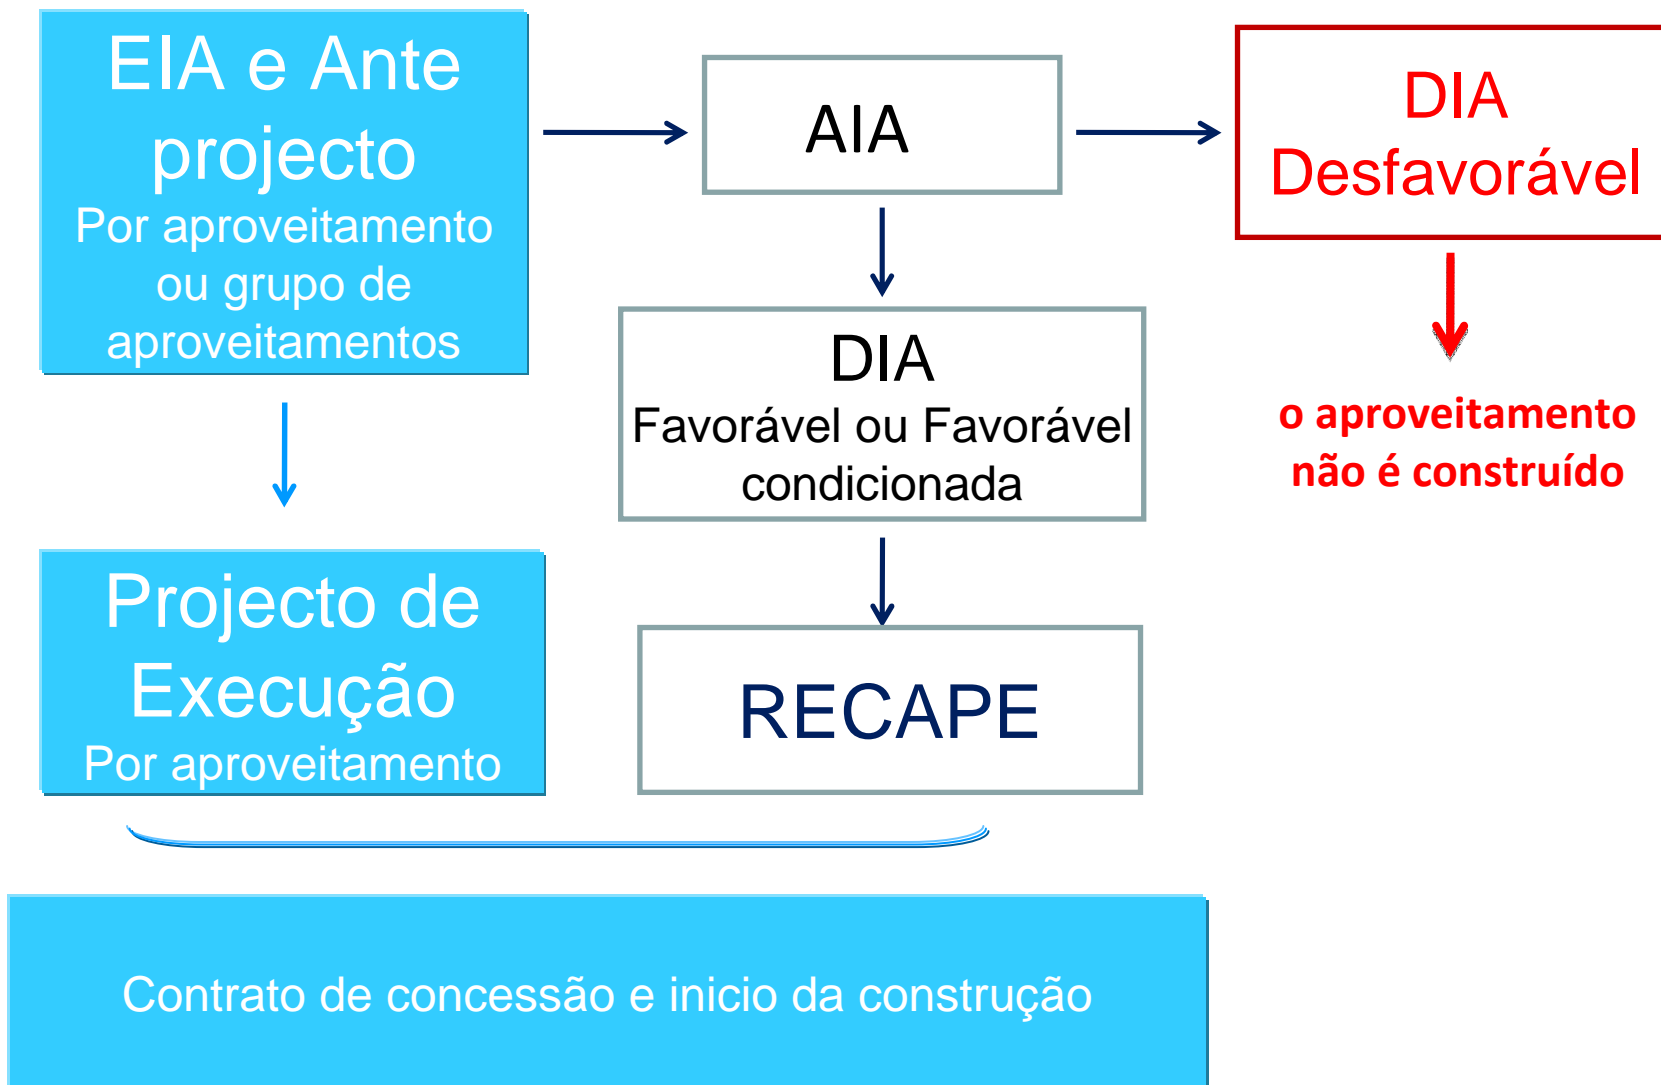 EIA e Ante
projecto
Por aproveitamento
ou grupo de
aproveitamentos
AIA
DIA
Desfavorável
DIA
Favorável ou Favorável
condicionada
o aproveitamento
não é construído
Projecto de
Execução
Por aproveitamento
RECAPE
Contrato de concessão e inicio da construção